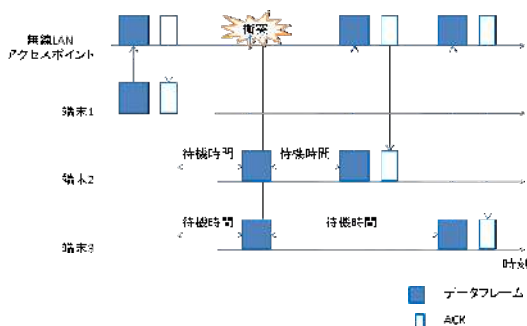 衝突
無線LAN
アクセスポイント
端末1
待機時間
待機時間
端末2
待機時間
待機時間
端末3
時刻
データフレーム
ACK